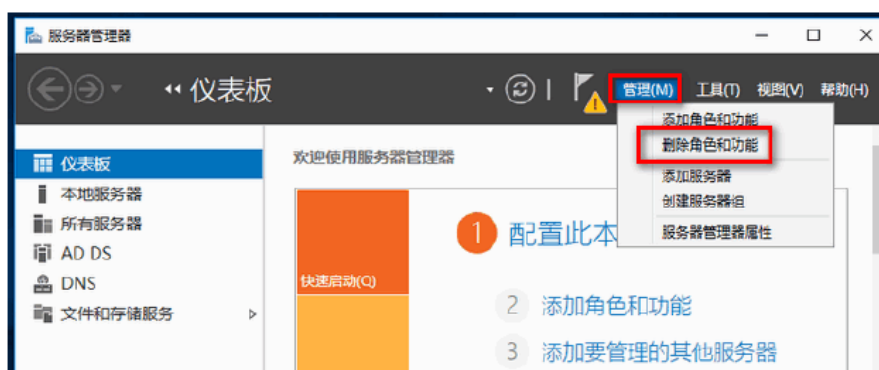 服务器管理器
仪表板
管理(M) 工具(T) 视图(V) 帮助(H)
添加角色和功能
删除角色和功能
添加服务器
创建服务器组
服务器管理器属性
仪表板
本地服务器
所有服务器
AD DS
DNS
文件和存储服务
欢迎使用服务器管理器
快速启动(Q)
1 配置此本
2 添加角色和功能
3 添加要管理的其他服务器